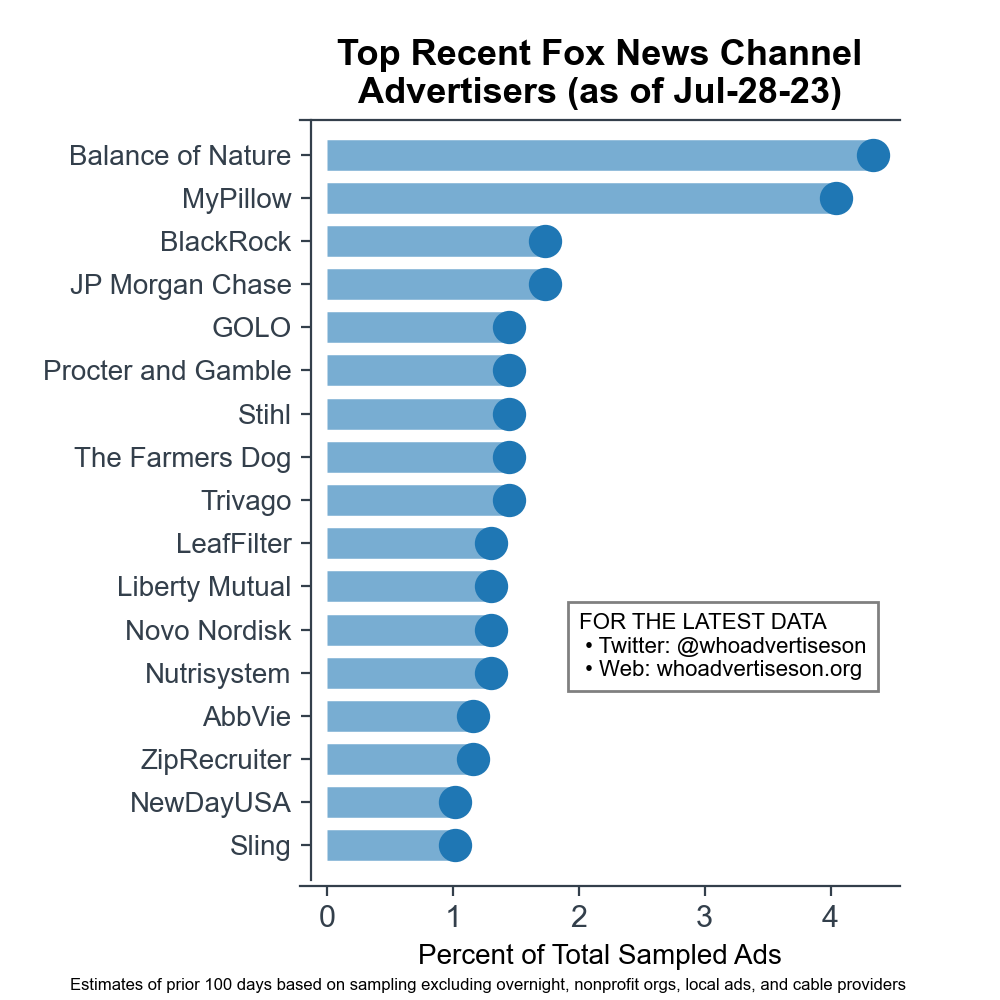 Top Recent Fox News Channel
Advertisers (as of Jul-28-23)
Balance of Nature
MyPillow
BlackRock
JP Morgan Chase
GOLO
Procter and Gamble
Stihl
The Farmers Dog
Trivago
LeafFilter
Liberty Mutual
Novo Nordisk
Nutrisystem
AbbVie
ZipRecruiter
NewDayUSA
Sling
FOR THE LATEST DATA
• Twitter: @whoadvertiseson
• Web: whoadvertiseson.org
0 1 2 3 4
Percent of Total Sampled Ads
Estimates of prior 100 days based on sampling excluding overnight, nonprofit orgs, local ads, and cable providers